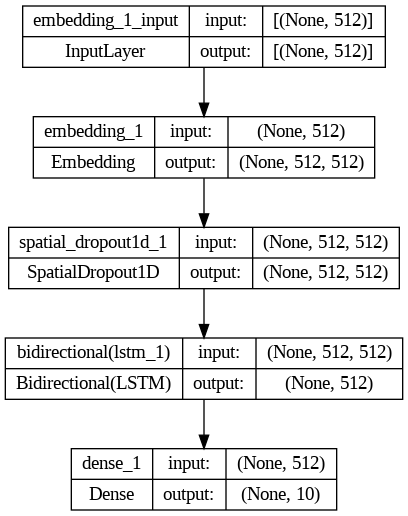 embedding_1_input input: [(None, 512)]
InputLayer output: [(None, 512)]
embedding_1 input: (None, 512)
Embedding output: (None, 512, 512)
spatial_dropout1d_1 input: (None, 512, 512)
SpatialDropout1D output: (None, 512, 512)
bidirectional(lstm_1) input: (None, 512, 512)
Bidirectional(LSTM) output: (None, 512)
dense_1 input: (None, 512)
Dense output: (None, 10)